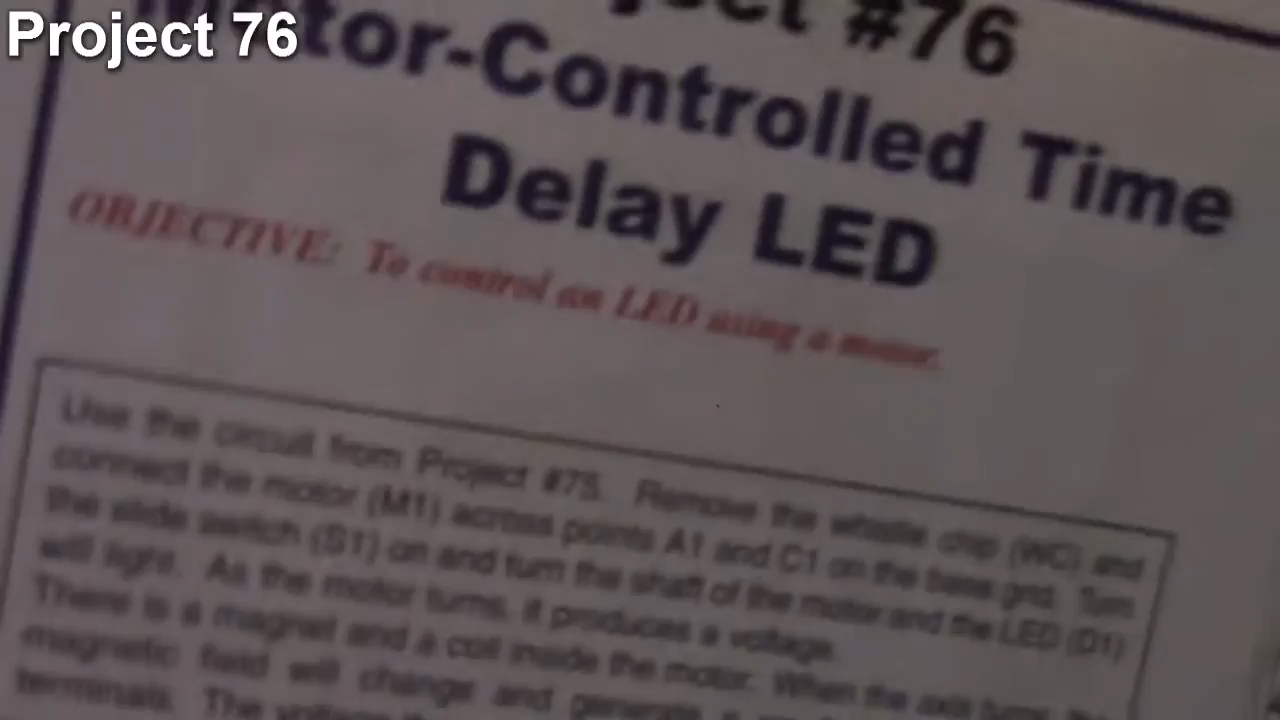 Project 76
Project #76
Motor-Controlled Time
Delay LED
OBJECTIVE: To control an LED using a motor.
Use the circuit from Project #75. Remove the whistle chip (WC) and
connect the motor (M1) across points A1 and C1 on the base grid. Turn
the slide switch (S1) on and turn the shaft of the motor and the LED (D1)
will light. As the motor turns, it produces a voltage.
There is a magnet and a coil inside the motor. When the axis turns the
magnetic field will change and generate a
terminals. The voltage